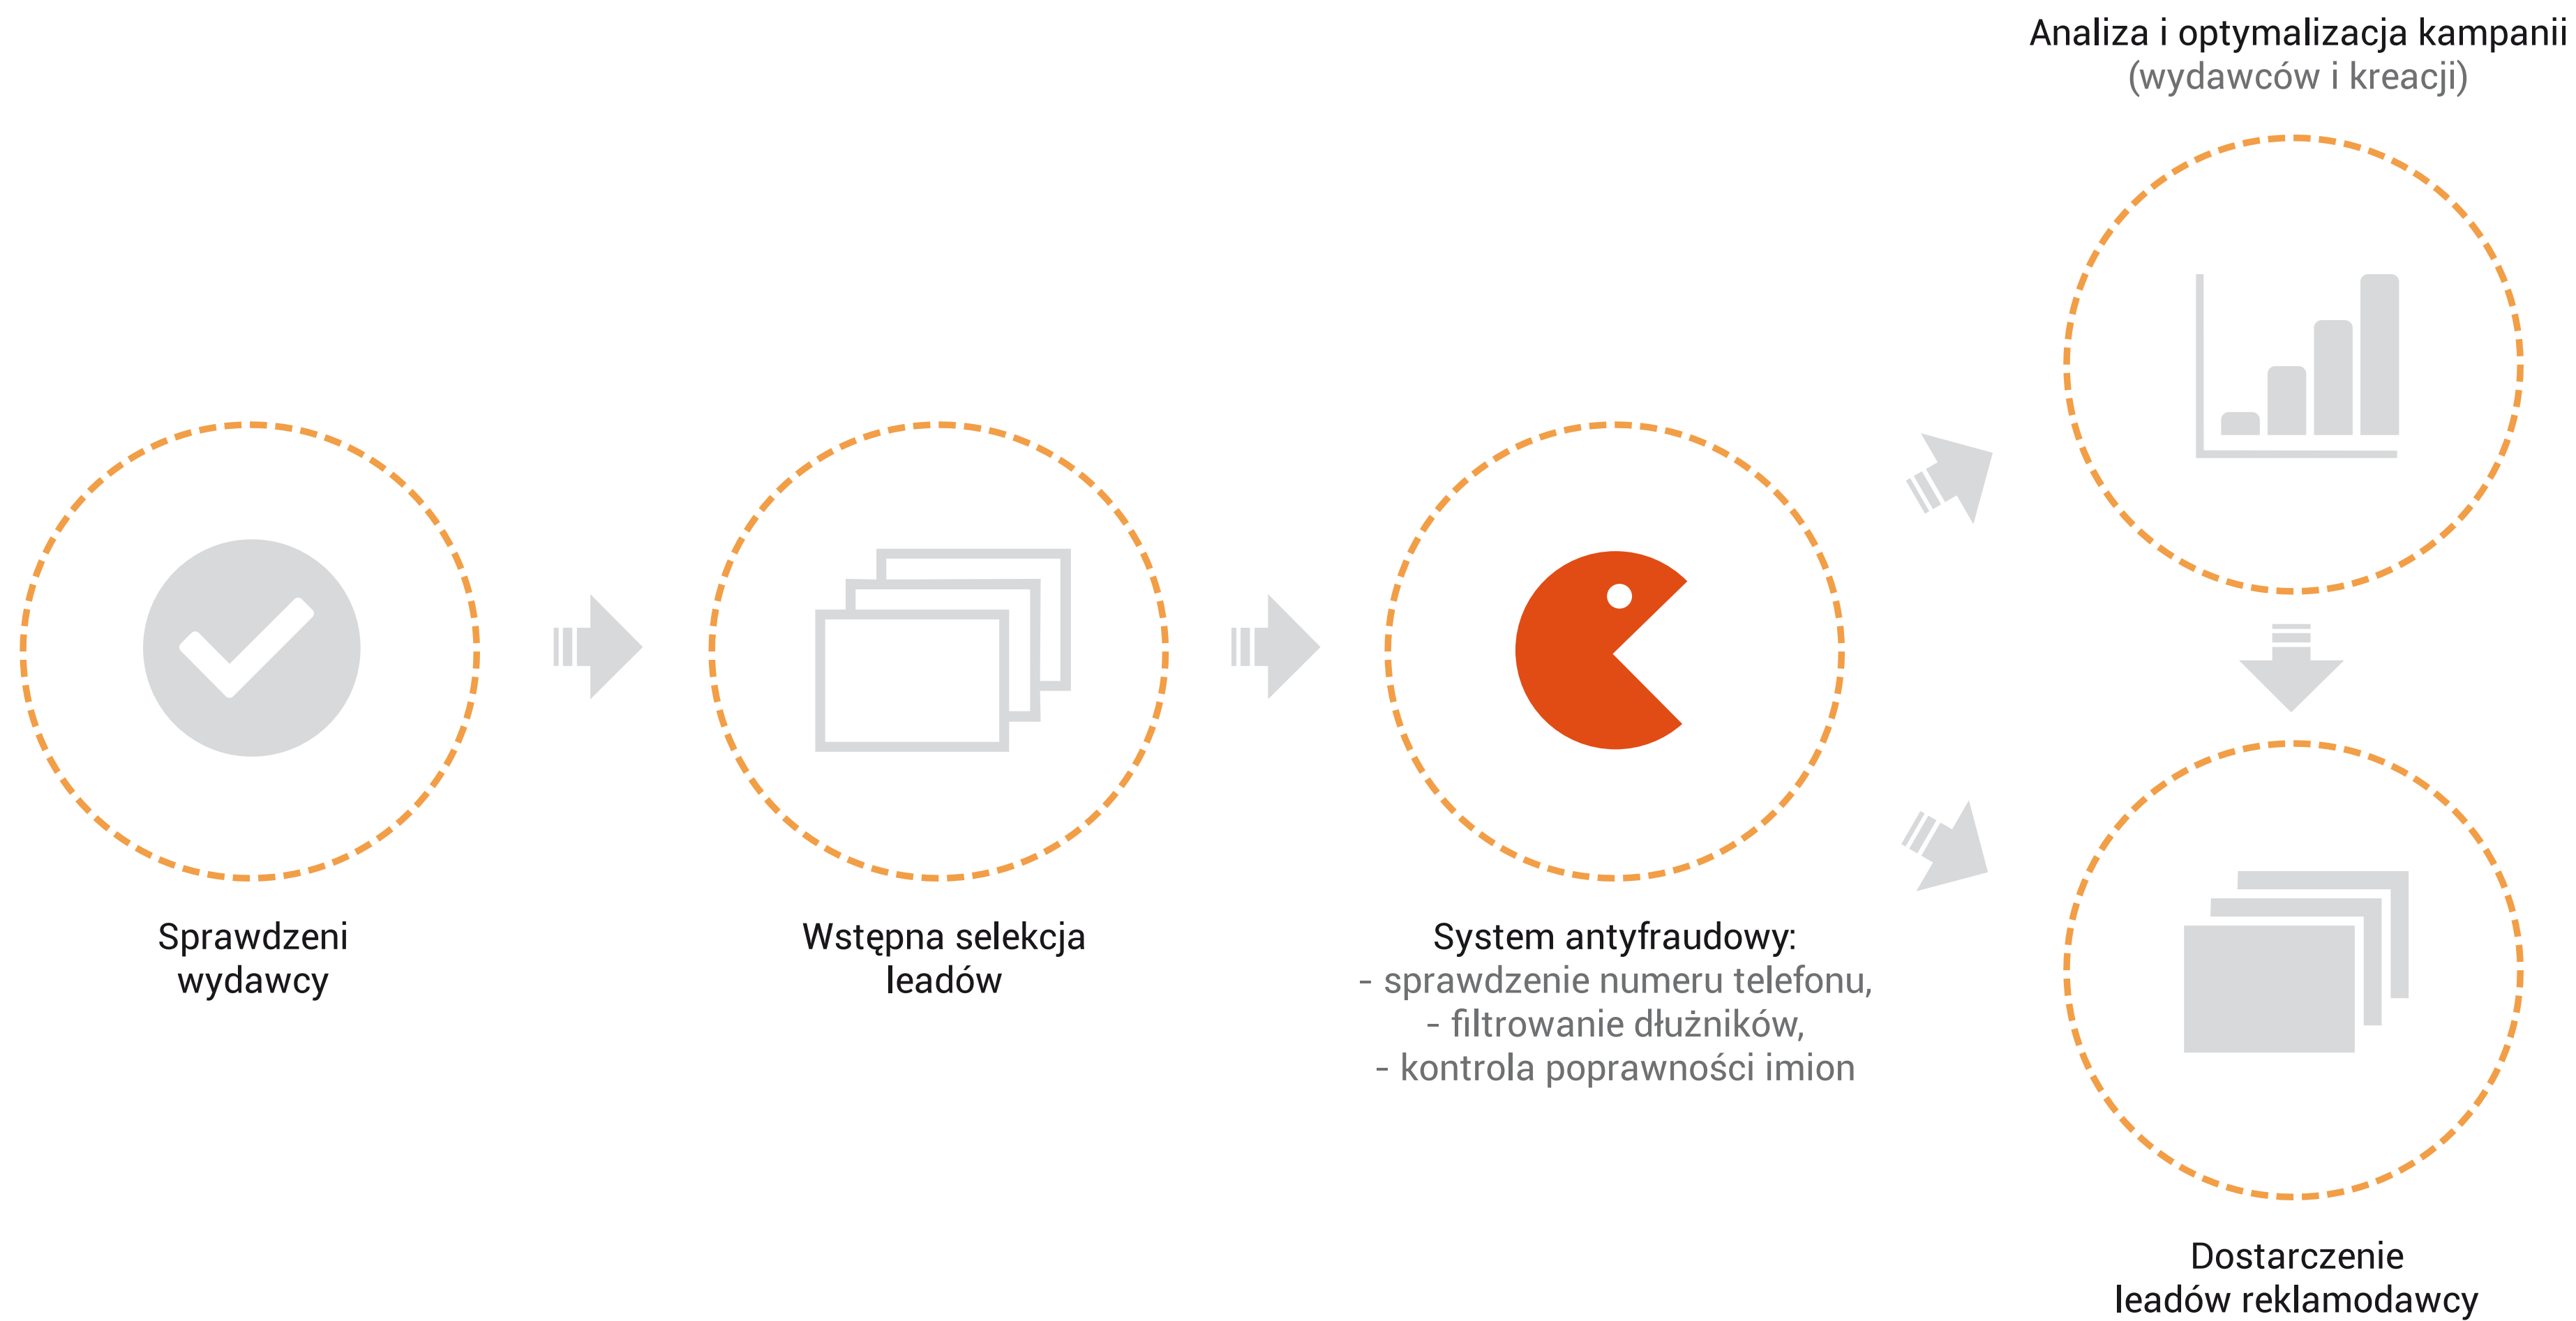 Analiza i optymalizacja kampanii
(wydawców i kreacji)
Sprawdzeni
wydawcy
Wstępna selekcja
leadów
System antyfraudowy:
- sprawdzenie numeru telefonu,
- filtrowanie dłużników,
- kontrola poprawności imion
Dostarczenie
leadów reklamodawcy